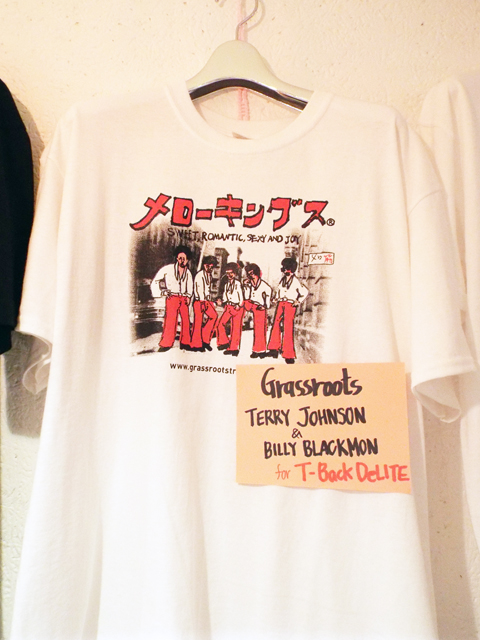 メローキングス®
SWEET, ROMANTIC, SEXY AND JOY
www.grassrootstr
Grassroots
TERRY JOHNSON
&
BILLY BLACKMON
for T-Back DeLITE